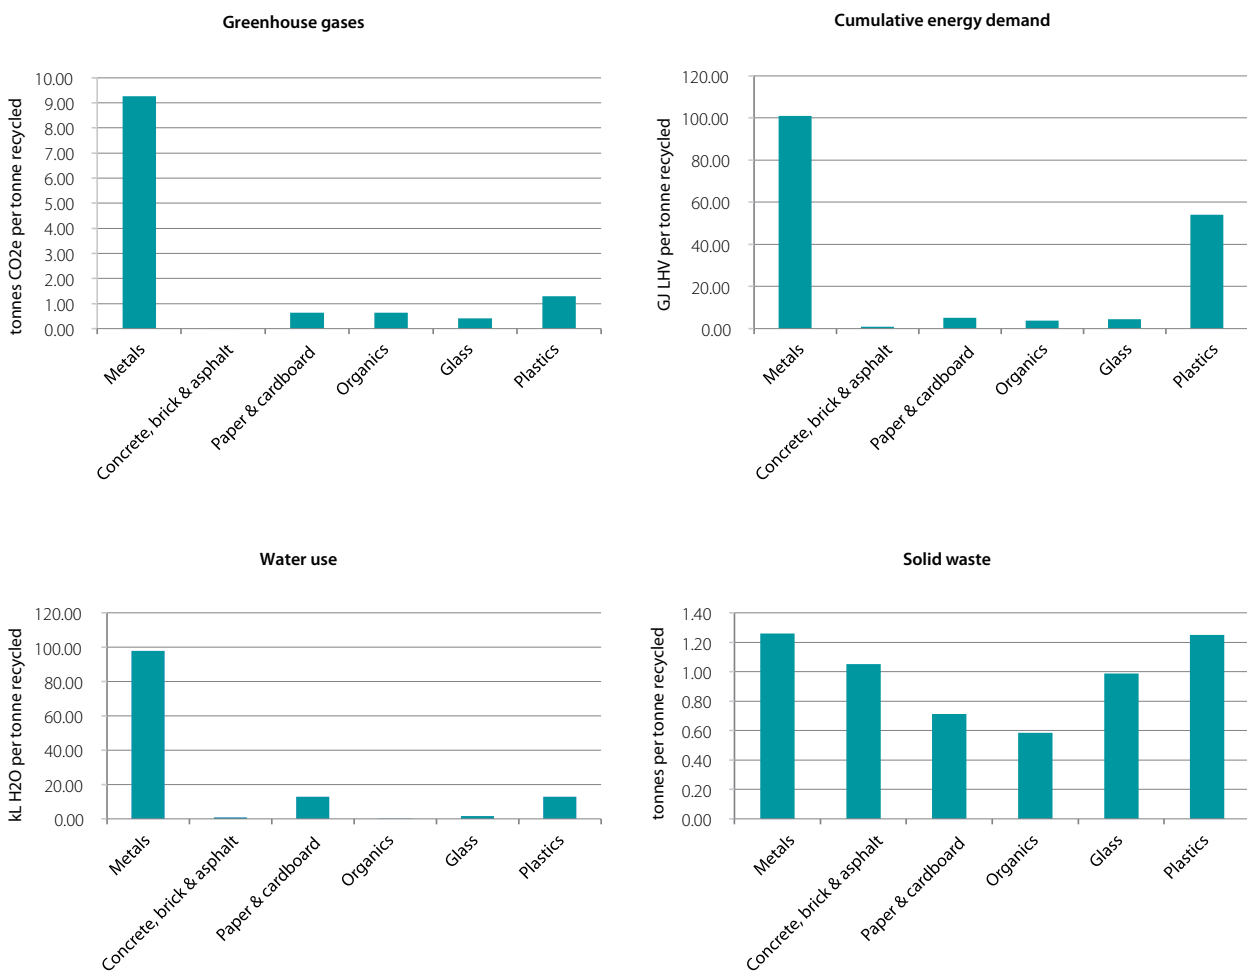 Greenhouse gases
tonnes CO2e per tonne recycled
10.00
9.00
8.00
7.00
6.00
5.00
4.00
3.00
2.00
1.00
0.00
Metals
Concrete, brick & asphalt
Paper & cardboard
Organics
Glass
Plastics
Cumulative energy demand
GJ LHV per tonne recycled
120.00
100.00
80.00
60.00
40.00
20.00
0.00
Metals
Concrete, brick & asphalt
Paper & cardboard
Organics
Glass
Plastics
Water use
kL H2O per tonne recycled
120.00
100.00
80.00
60.00
40.00
20.00
0.00
Metals
Concrete, brick & asphalt
Paper & cardboard
Organics
Glass
Plastics
Solid waste
tonnes per tonne recycled
1.40
1.20
1.00
0.80
0.60
0.40
0.20
0.00
Metals
Concrete, brick & asphalt
Paper & cardboard
Organics
Glass
Plastics